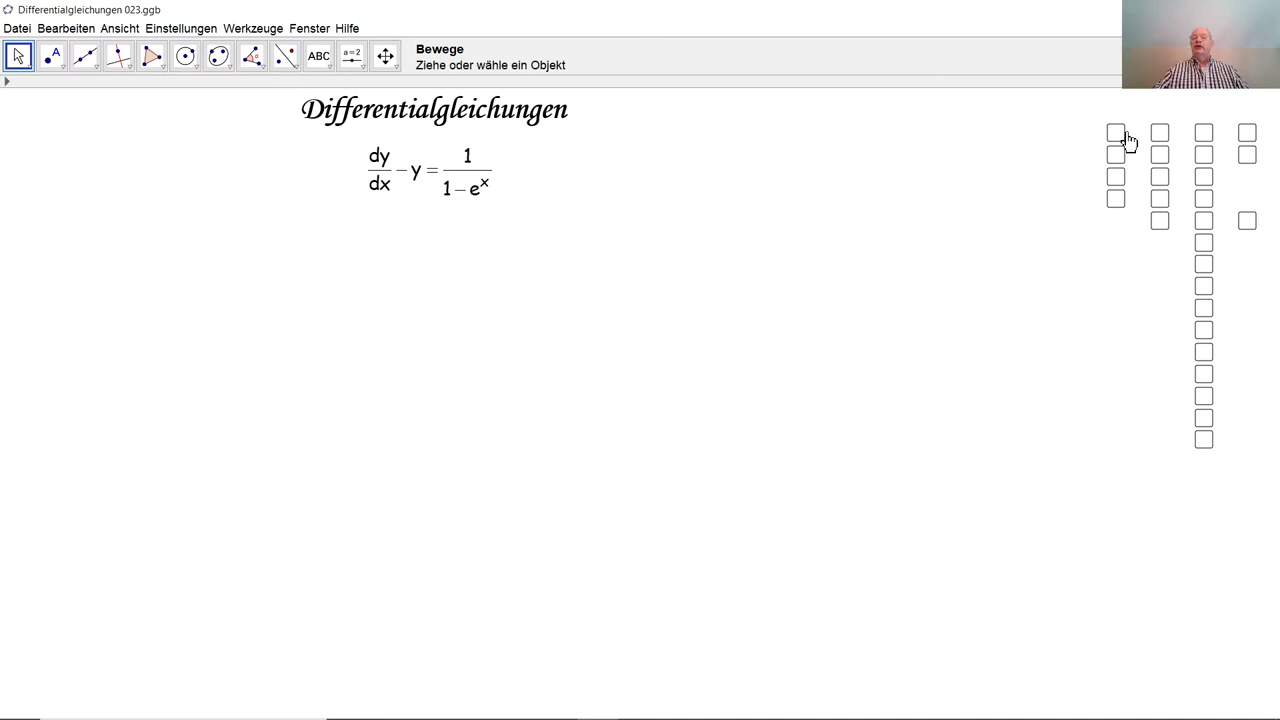 Differentialgleichungen 023.ggb
Datei Bearbeiten Ansicht Einstellungen Werkzeuge Fenster Hilfe
A ABC a=2
Bewege
Ziehe oder wähle ein Objekt
Differentialgleichungen
dy/dx − y = 1/(1−e^x)